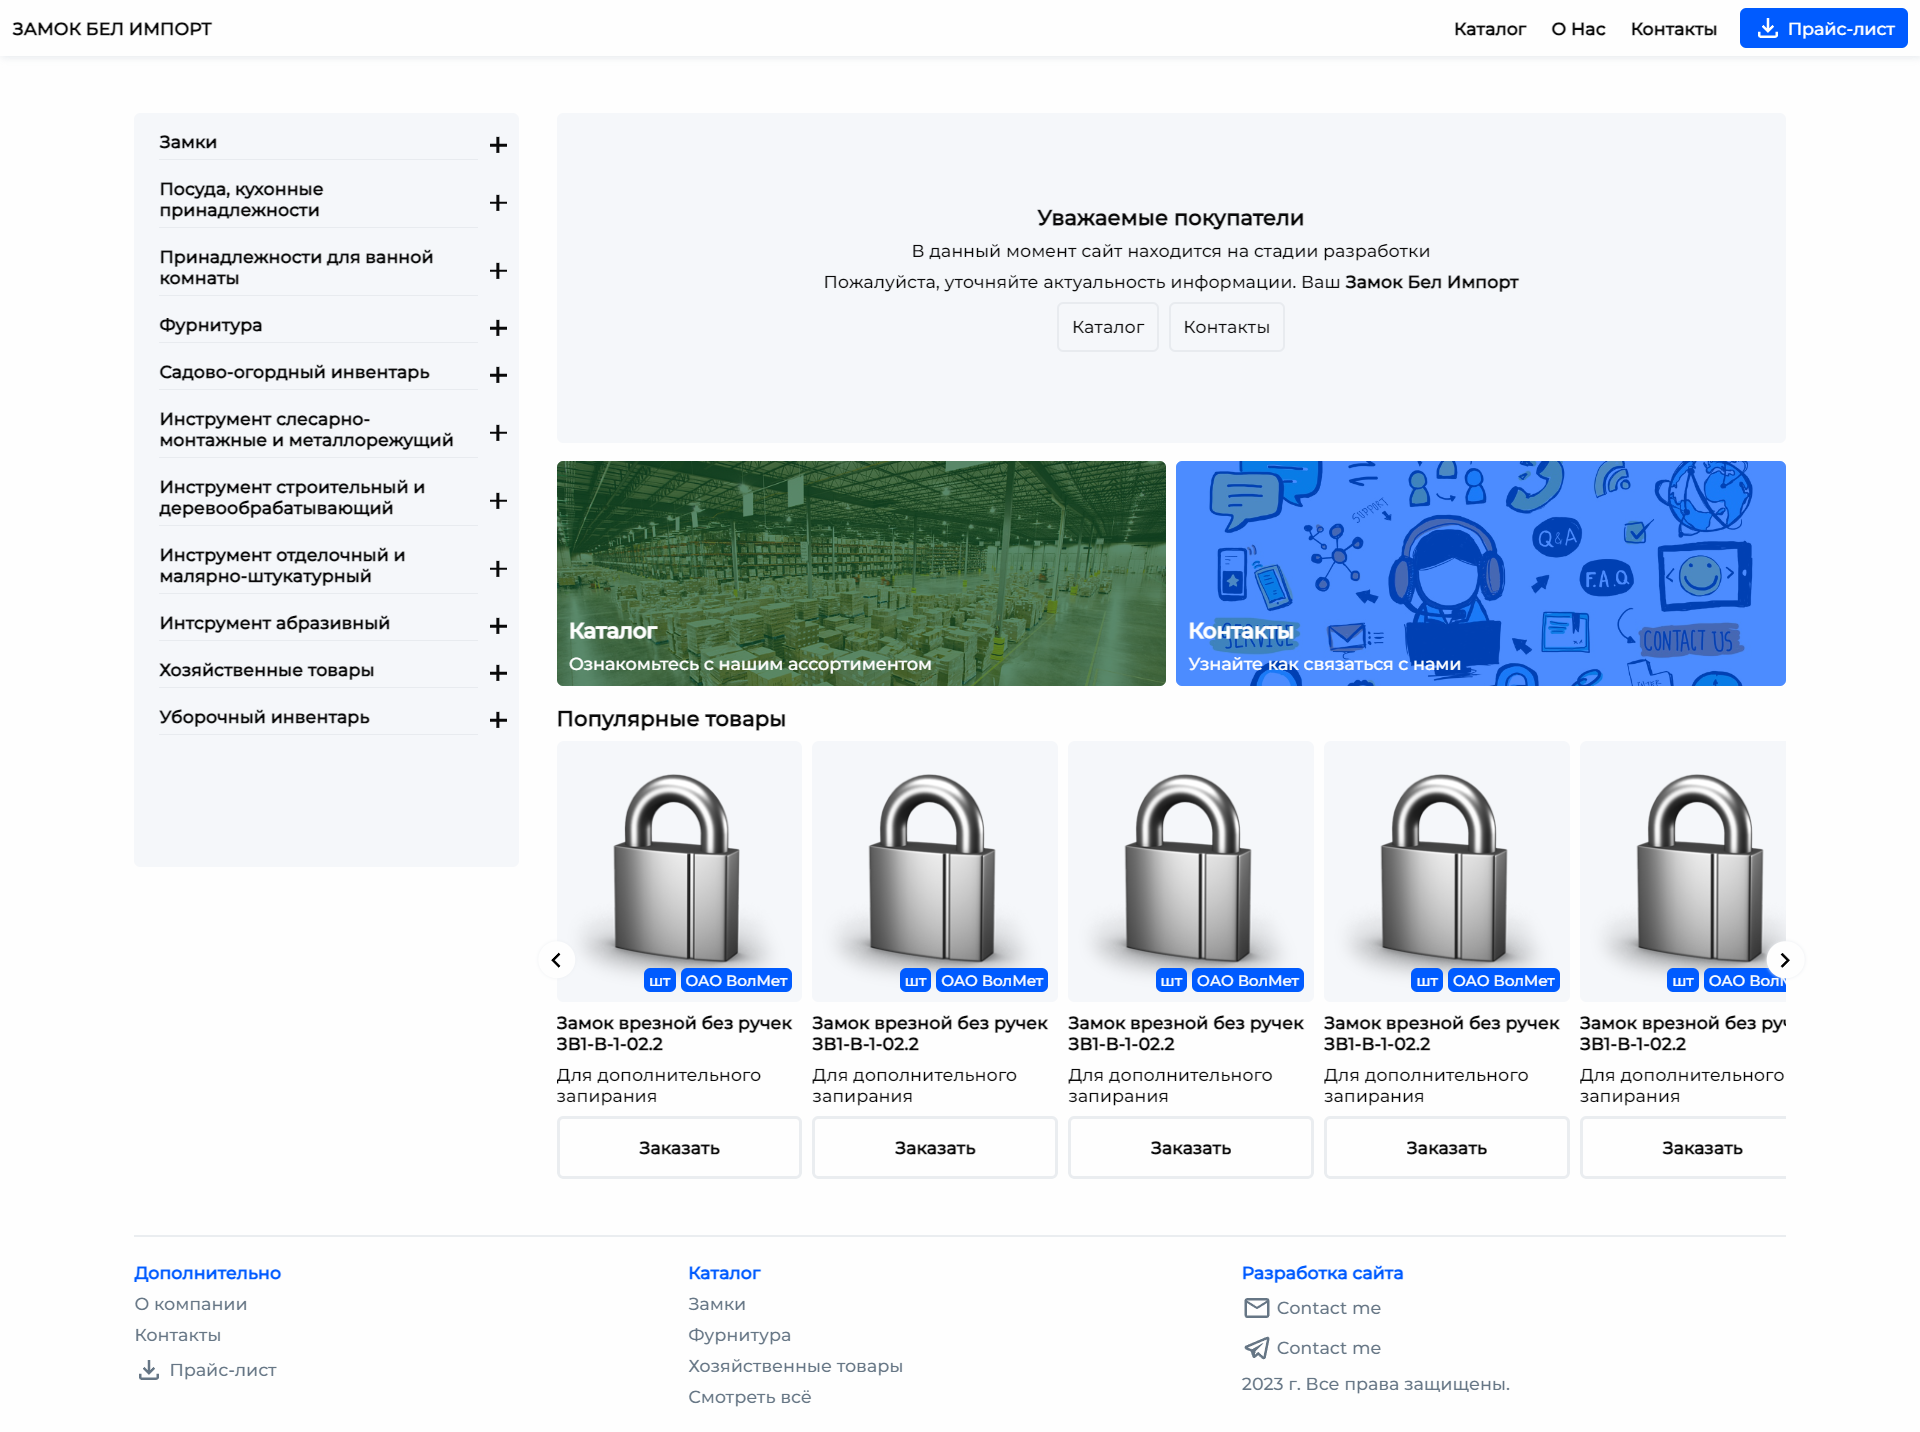 ЗАМОК БЕЛ ИМПОРТ
Каталог
О Нас
Контакты
Прайс-лист
Замки
Посуда, кухонные
принадлежности
Принадлежности для ванной
комнаты
Фурнитура
Садово-огордный инвентарь
Инструмент слесарно-
монтажные и металлорежущий
Инструмент строительный и
деревообрабатывающий
Инструмент отделочный и
малярно-штукатурный
Интсрумент абразивный
Хозяйственные товары
Уборочный инвентарь
Уважаемые покупатели
В данный момент сайт находится на стадии разработки
Пожалуйста, уточняйте актуальность информации. Ваш Замок Бел Импорт
Каталог
Контакты
Каталог
Ознакомьтесь с нашим ассортиментом
SUPPORT
Q&A
F.A.Q
SERVICE
CONTACT US
Контакты
Узнайте как связаться с нами
Популярные товары
шт ОАО ВолМет
Замок врезной без ручек
ЗВ1-В-1-02.2
Для дополнительного
запирания
Заказать
шт ОАО ВолМет
Замок врезной без ручек
ЗВ1-В-1-02.2
Для дополнительного
запирания
Заказать
шт ОАО ВолМет
Замок врезной без ручек
ЗВ1-В-1-02.2
Для дополнительного
запирания
Заказать
шт ОАО ВолМет
Замок врезной без ручек
ЗВ1-В-1-02.2
Для дополнительного
запирания
Заказать
шт ОАО
Замок врезной без
ЗВ1-В-1-02.2
Для дополнительного
запирания
Заказать
Дополнительно
О компании
Контакты
Прайс-лист
Каталог
Замки
Фурнитура
Хозяйственные товары
Смотреть всё
Разработка сайта
Contact me
Contact me
2023 г. Все права защищены.